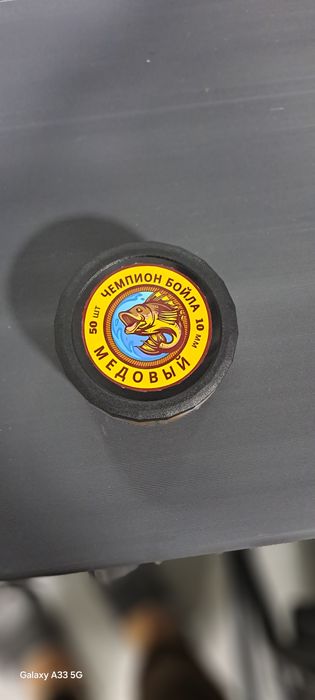 ЧЕМПИОН БОЙЛА
50 ШТ
10 ММ
МЕДОВЫЙ
Galaxy A33 5G